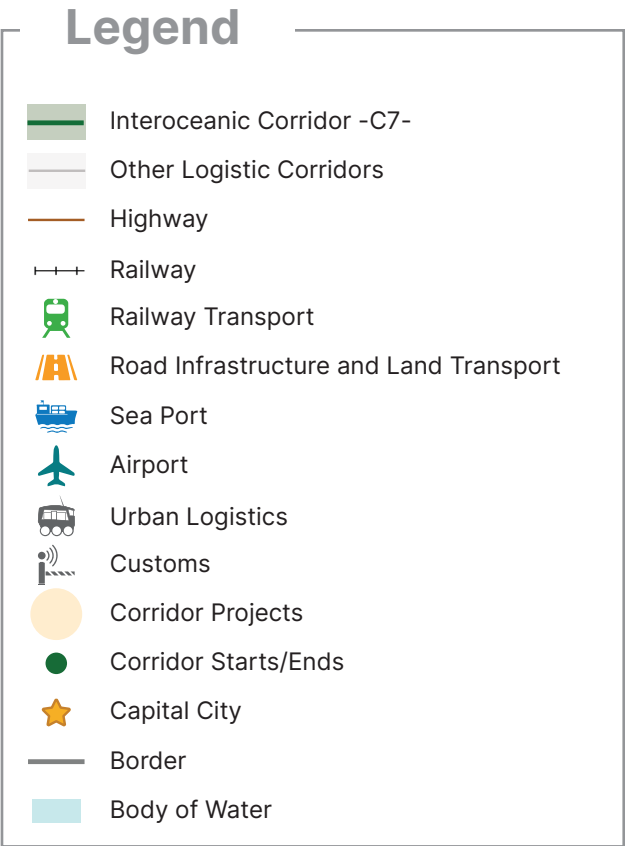 Legend
Interoceanic Corridor -C7-
Other Logistic Corridors
Highway
Railway
Railway Transport
Road Infrastructure and Land Transport
Sea Port
Airport
Urban Logistics
Customs
Corridor Projects
Corridor Starts/Ends
Capital City
Border
Body of Water